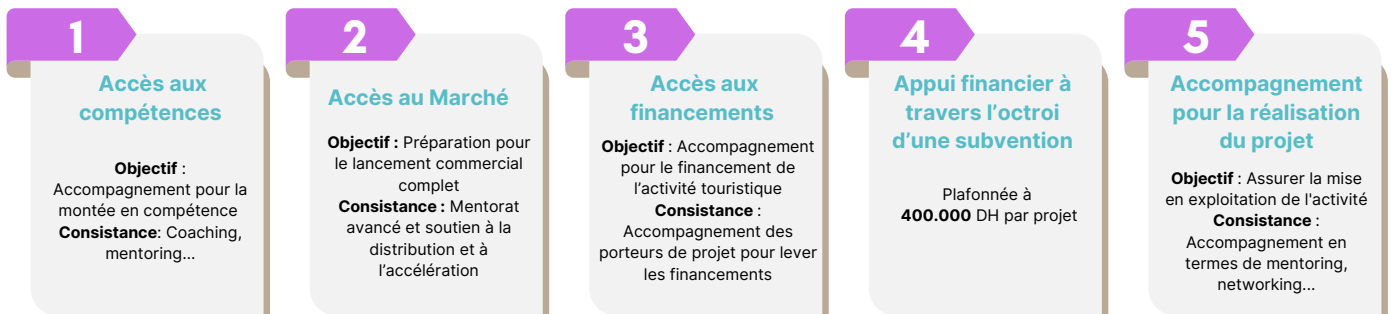 1
Accès aux
compétences
Objectif :
Accompagnement pour la
montée en compétence
Consistance: Coaching,
mentoring...
2
Accès au Marché
Objectif : Préparation pour
le lancement commercial
complet
Consistance : Mentorat
avancé et soutien à la
distribution et à
l’accélération
3
Accès aux
financements
Objectif : Accompagnement
pour le financement de
l’activité touristique
Consistance :
Accompagnement des
porteurs de projet pour lever
les financements
4
Appui financier à
travers l’octroi
d’une subvention
Plafonnée à
400.000 DH par projet
5
Accompagnement
pour la réalisation
du projet
Objectif : Assurer la mise
en exploitation de l'activité
Consistance :
Accompagnement en
termes de mentoring,
networking...